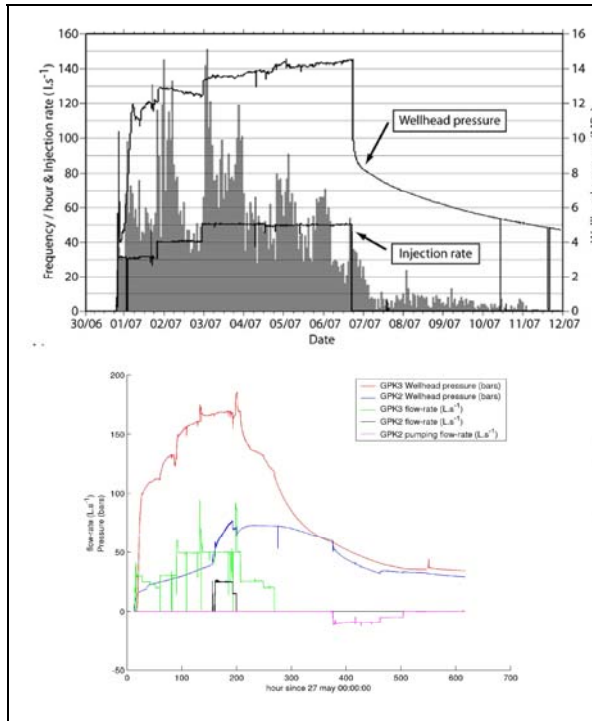 160
140
120
100
80
60
40
20
0
16
14
12
10
8
6
4
2
0
Frequency / hour & Injection rate ( l.s⁻¹)
Wellhead pressure
Injection rate
30/06 01/07 02/07 03/07 04/07 05/07 06/07 07/07 08/07 09/07 10/07 11/07 12/07
Date
GPK3 Wellhead pressure (bars)
GPK2 Wellhead pressure (bars)
GPK3 flow-rate (L.s⁻¹)
GPK2 flow-rate (L.s⁻¹)
GPK2 pumping flow-rate (L.s⁻¹)
200
150
100
50
0
-50
flow-rate (L.s⁻¹)
Pressure (bars)
0 100 200 300 400 500 600 700
hour since 27 may 00:00:00